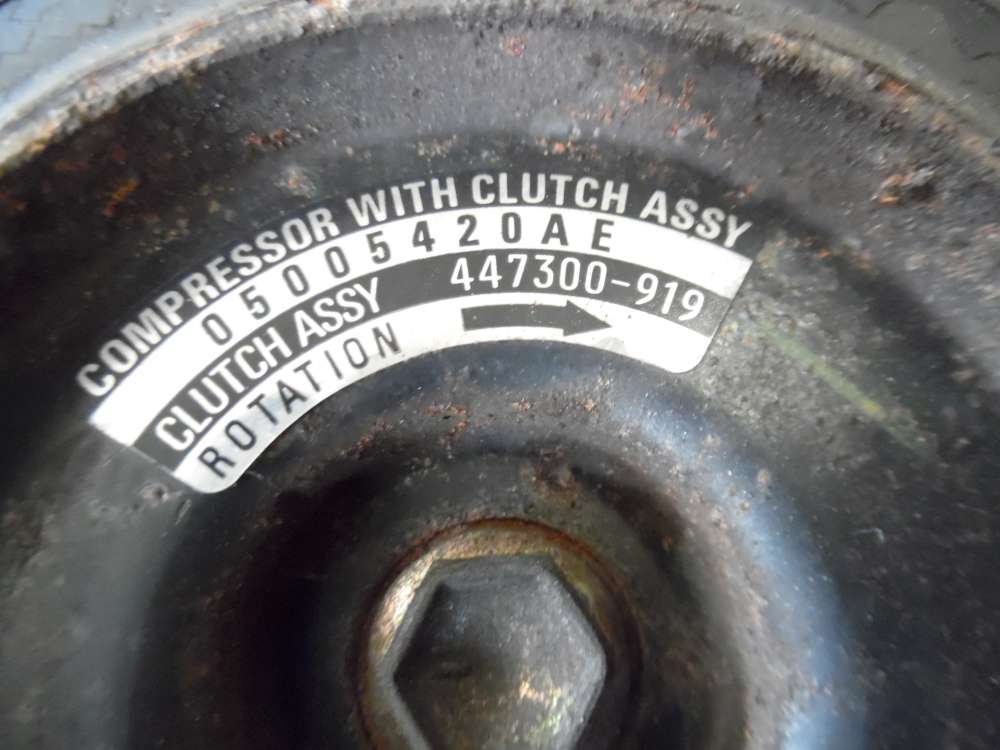 COMPRESSOR WITH CLUTCH ASSY
05005420AE
CLUTCH ASSY 447300-919
ROTATION